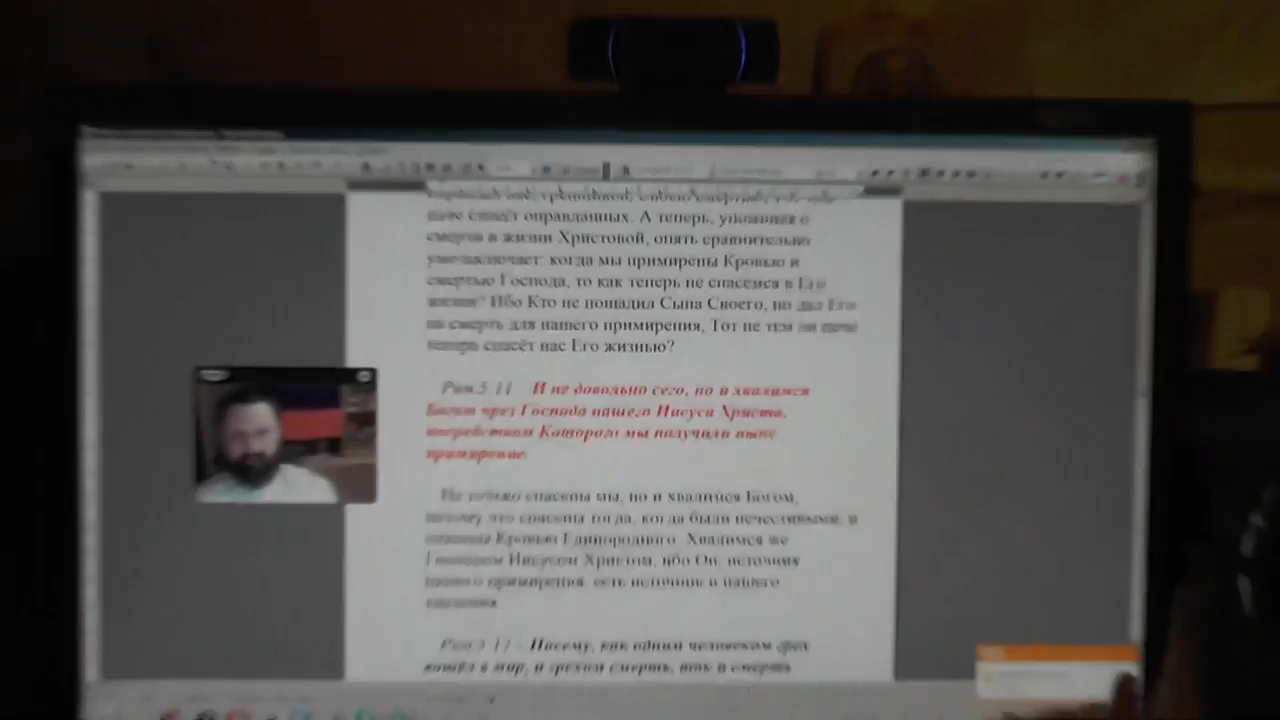 паче спасёт оправданных. А теперь, упоминая о
смерти и жизни Христовой, опять сравнительно
умозаключает: когда мы примирены Кровью и
смертью Господа, то как теперь не спасемся в Его
жизни? Ибо Кто не пощадил Сына Своего, но дал Его
на смерть для нашего примирения, Тот не тем ли паче
теперь спасёт нас Его жизнью?
Рим.5:11 И не довольно сего, но и хвалимся
Богом чрез Господа нашего Иисуса Христа,
посредством Которого мы получили ныне
примирение.
Не только спасены мы, но и хвалимся Богом,
потому что спасены тогда, когда были нечестивыми, и
спасены Кровью Единородного. Хвалимся же
Господом Иисусом Христом, ибо Он, источник
нашего примирения, есть источник и нашего
Рим.5:12 Посему, как одним человеком грех
вошёл в мир, и грехом смерть, так и смерть